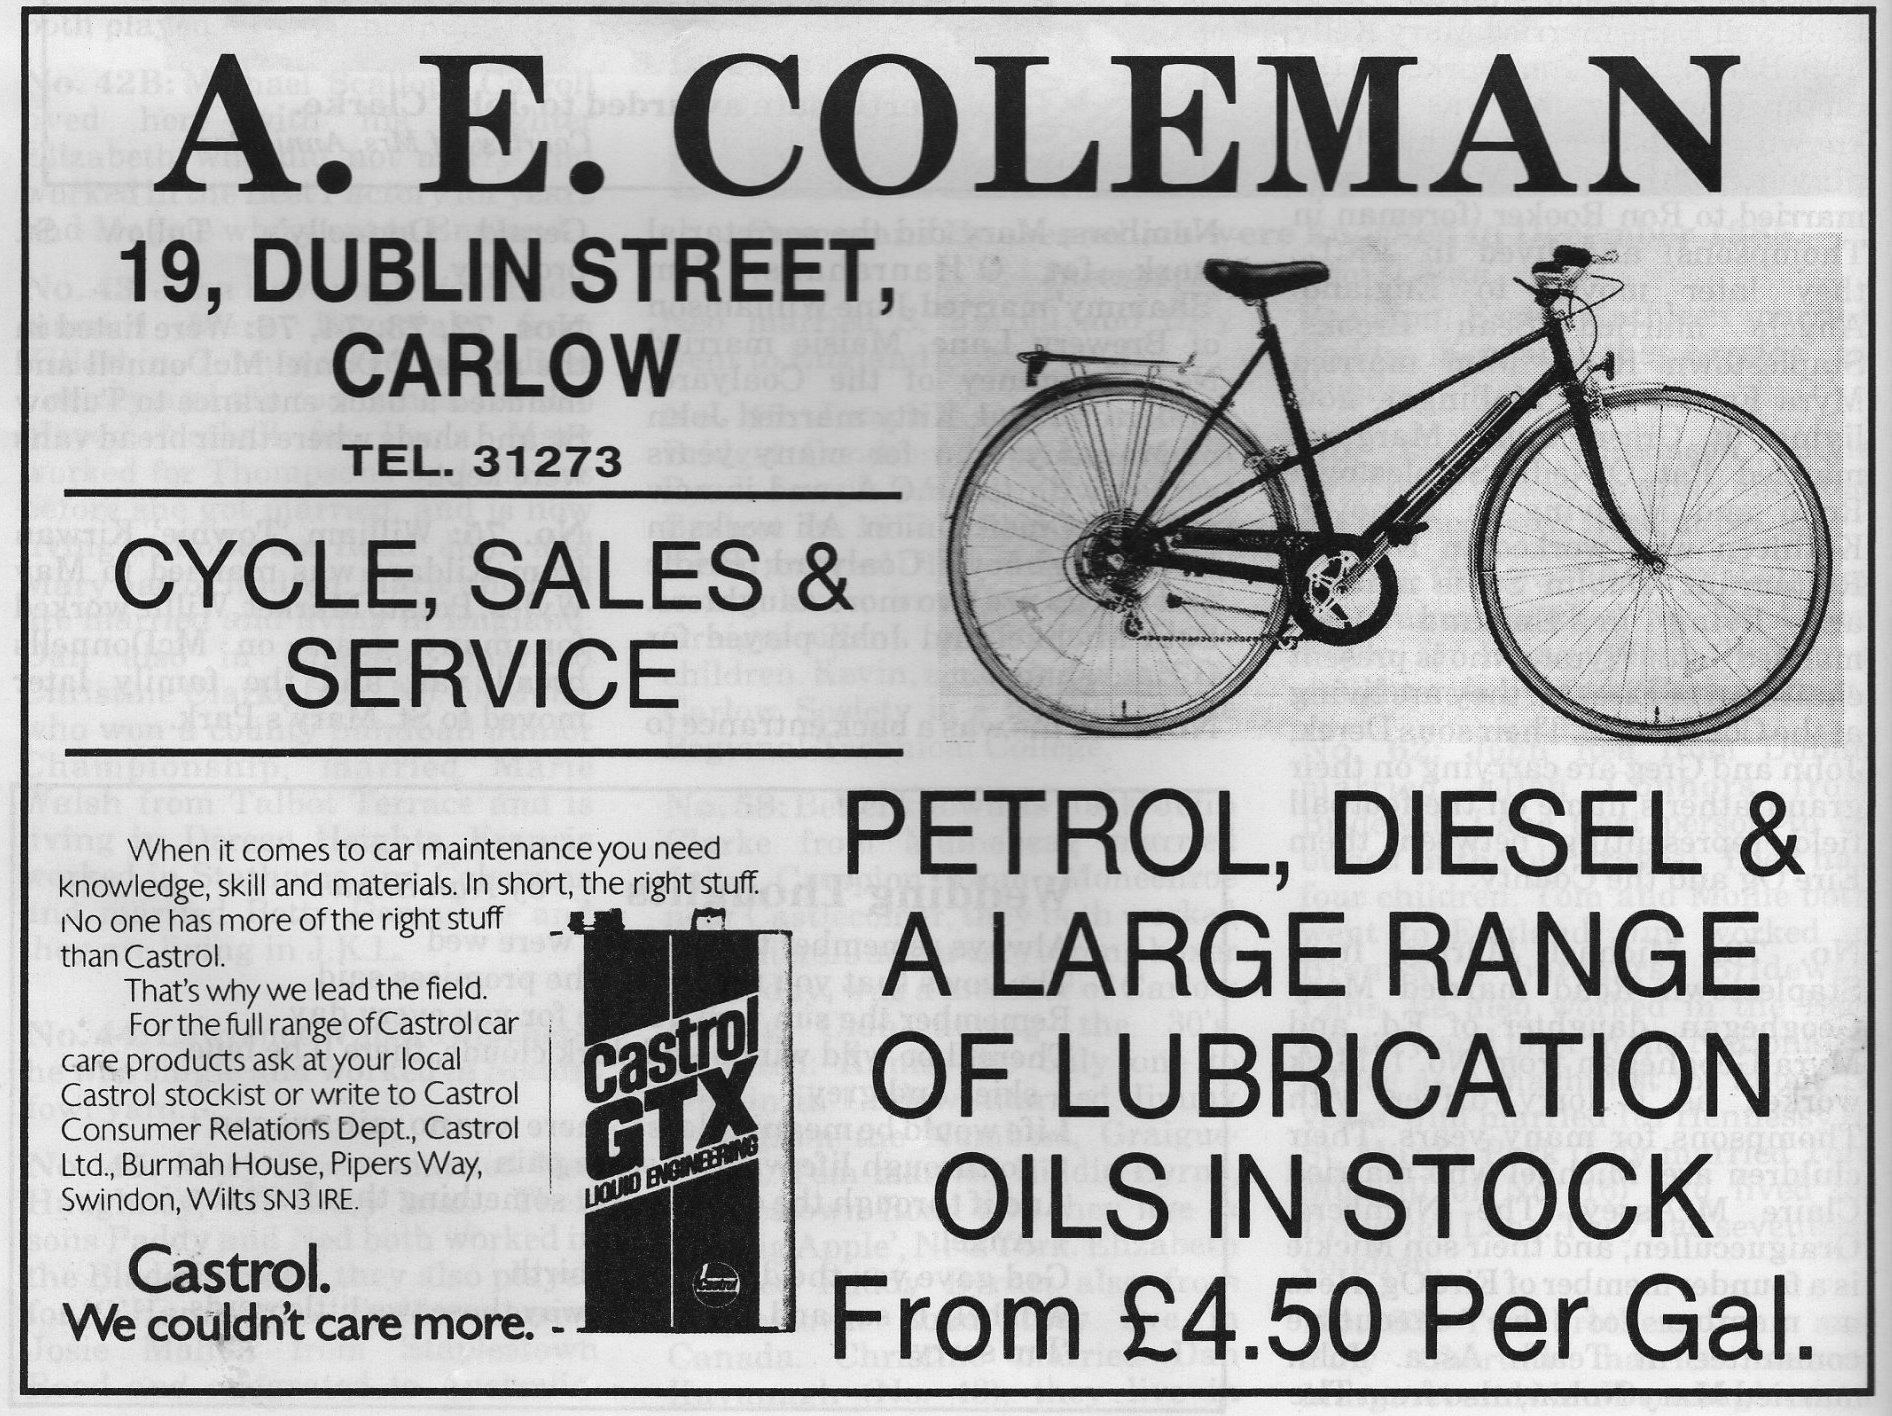 A. E. COLEMAN
19, DUBLIN STREET,
CARLOW
TEL. 31273
CYCLE, SALES &
SERVICE
When it comes to car maintenance you need
knowledge, skill and materials. In short, the right stuff.
No one has more of the right stuff
than Castrol.
That's why we lead the field.
For the full range of Castrol car
care products ask at your local
Castrol stockist or write to Castrol
Consumer Relations Dept., Castrol
Ltd., Burmah House, Pipers Way,
Swindon, Wilts SN3 IRE.
Castrol.
We couldn't care more.
Castrol
GTX
LIQUID ENGINEERING
Castrol
PETROL, DIESEL &
A LARGE RANGE
OF LUBRICATION
OILS IN STOCK
From £4.50 Per Gal.